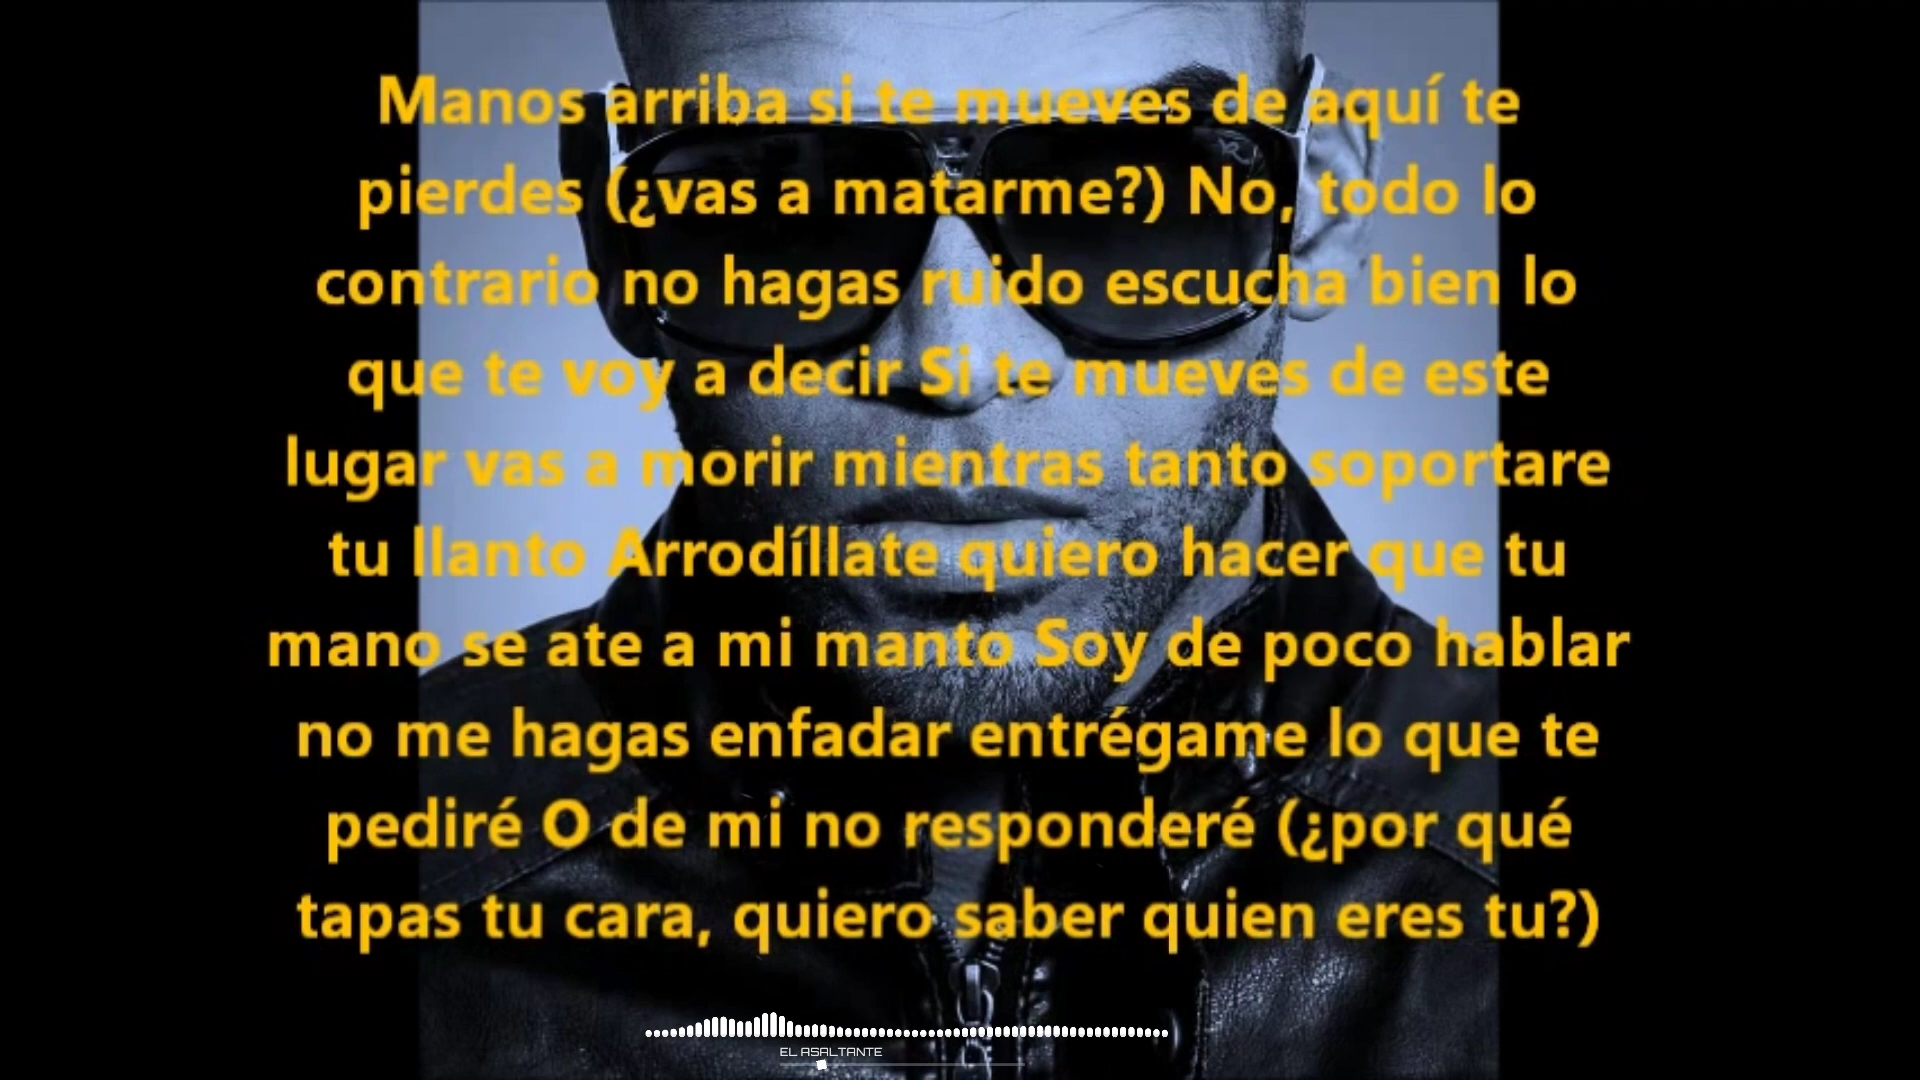 Manos arriba si te mueves de aquí te
pierdes (¿vas a matarme?) No, todo lo
contrario no hagas ruido escucha bien lo
que te voy a decir Si te mueves de este
lugar vas a morir mientras tanto soportare
tu llanto Arrodíllate quiero hacer que tu
mano se ate a mi manto Soy de poco hablar
no me hagas enfadar entrégame lo que te
pediré O de mi no responderé (¿por qué
tapas tu cara, quiero saber quien eres tu?)
EL ASALTANTE